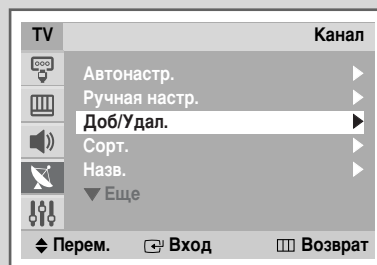 TV Канал
Автонастр.
Ручная настр.
Доб/Удал.
Сорт.
Назв.
Еще
Перем. Вход Возврат